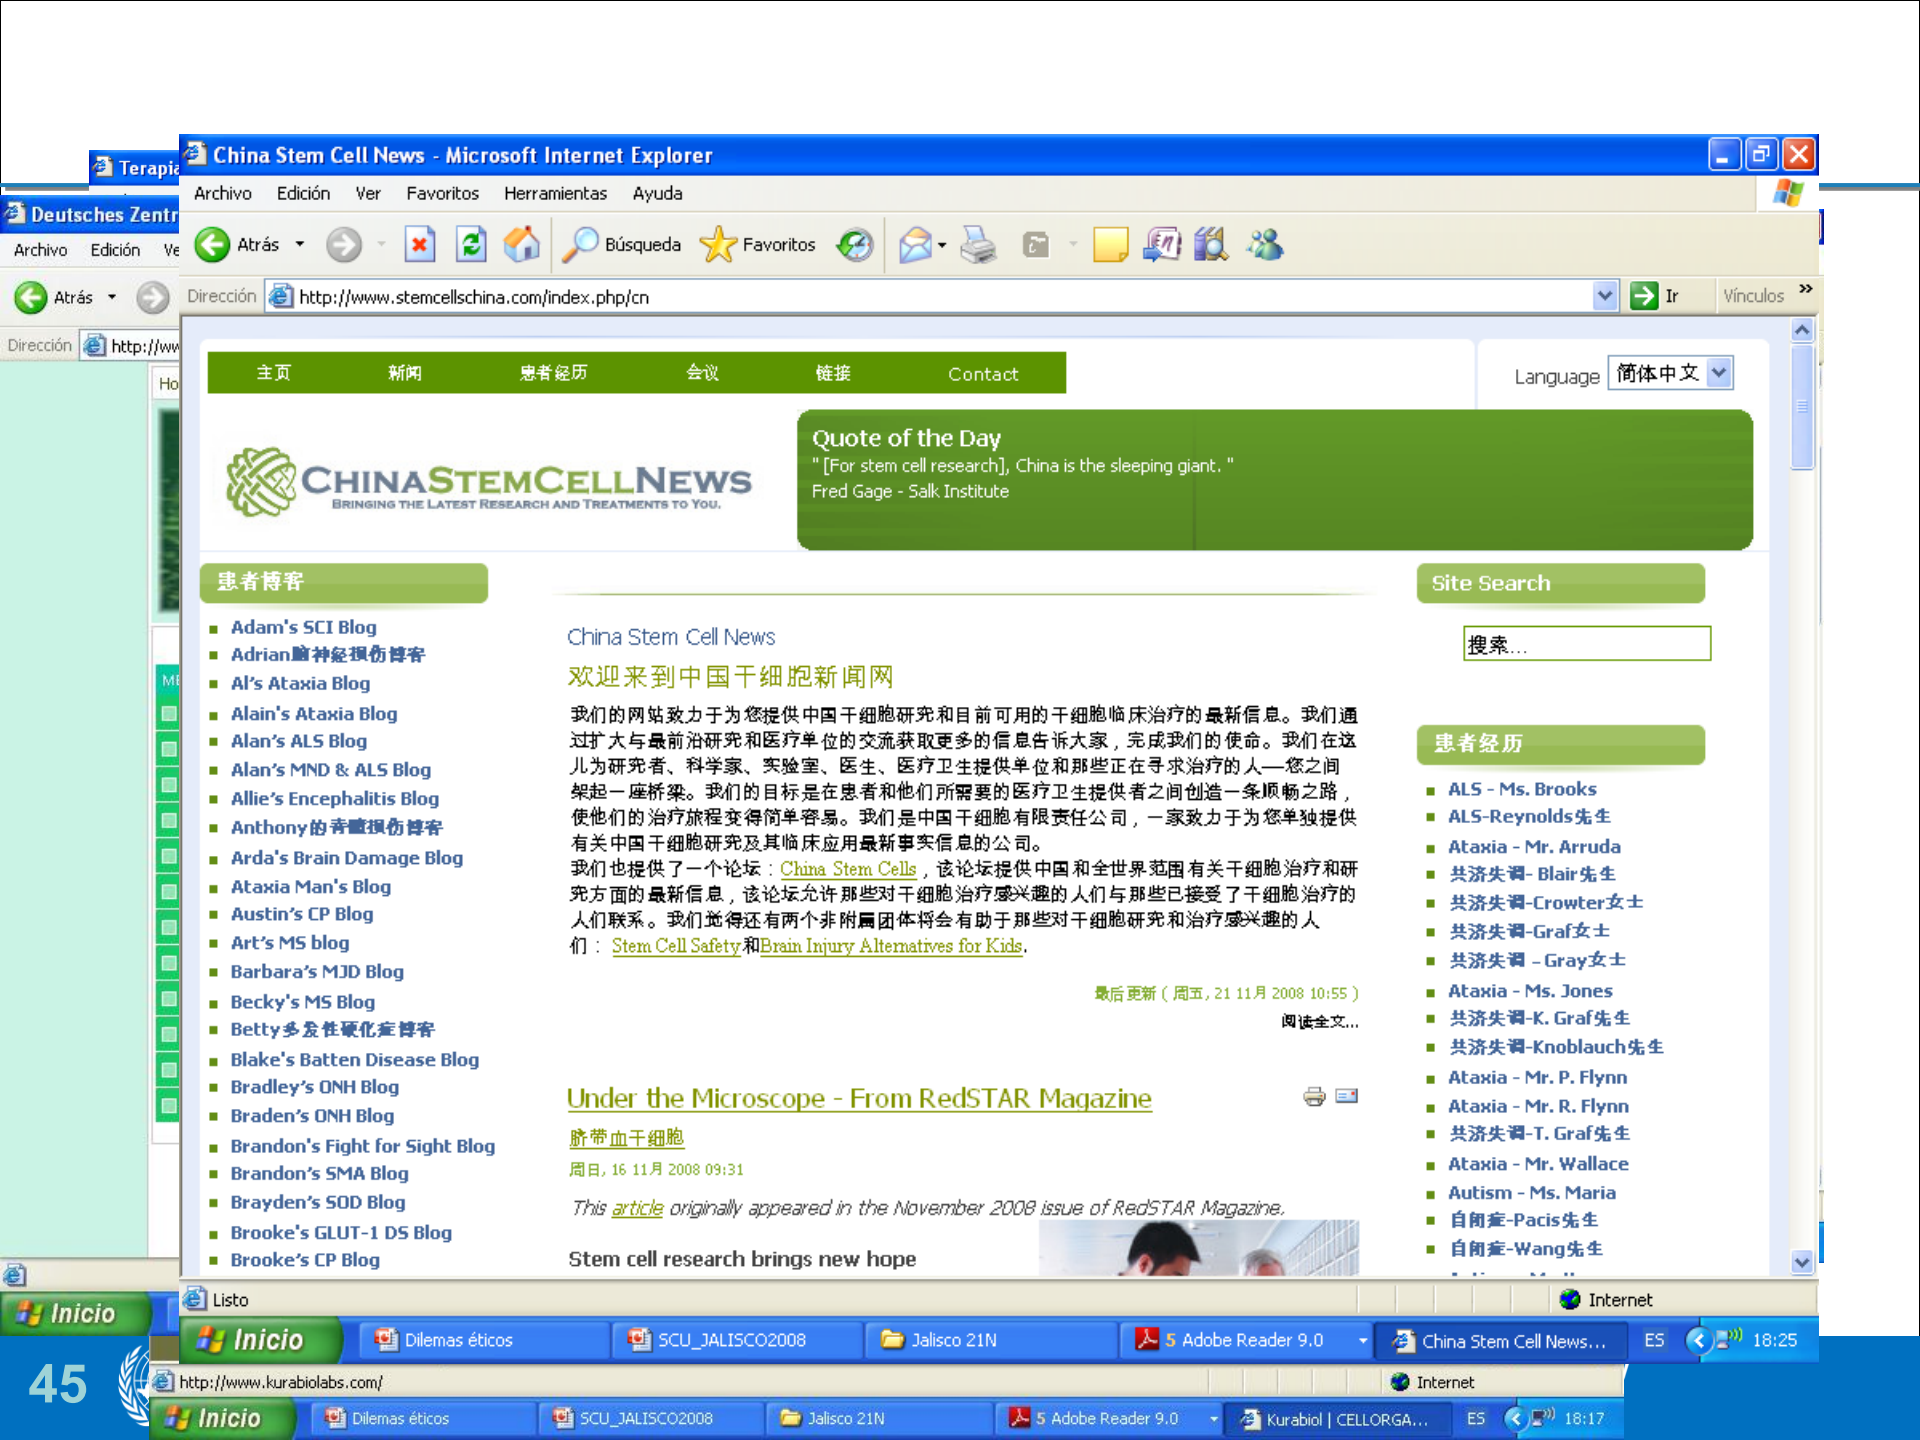 China Stem Cell News - Microsoft Internet Explorer
Terapia
Archivo Edición Ver Favoritos Herramientas Ayuda
Deutsches Zentr
Archivo Edición Ve
Atrás Búsqueda Favoritos
Atrás
Dirección http://www.stemcellschina.com/index.php/cn Ir Vínculos »
Dirección http://ww
Ho
主页 新闻 患者经历 会议 链接 Contact
Language 简体中文
Quote of the Day
" [For stem cell research], China is the sleeping giant. "
Fred Gage - Salk Institute
CHINASTEMCELLNEWS
BRINGING THE LATEST RESEARCH AND TREATMENTS TO YOU.
患者博客
Adam's SCI Blog
Adrian脑神经损伤博客
Al's Ataxia Blog
Alain's Ataxia Blog
Alan's ALS Blog
Alan's MND & ALS Blog
Allie's Encephalitis Blog
Anthony的脊髓损伤博客
Arda's Brain Damage Blog
Ataxia Man's Blog
Austin's CP Blog
Art's MS blog
Barbara's MJD Blog
Becky's MS Blog
Betty多发性硬化症博客
Blake's Batten Disease Blog
Bradley's ONH Blog
Braden's ONH Blog
Brandon's Fight for Sight Blog
Brandon's SMA Blog
Brayden's SOD Blog
Brooke's GLUT-1 DS Blog
Brooke's CP Blog
China Stem Cell News
欢迎来到中国干细胞新闻网
我们的网站致力于为您提供中国干细胞研究和目前可用的干细胞临床治疗的最新信息。我们通
过扩大与最前沿研究和医疗单位的交流获取更多的信息告诉大家，完成我们的使命。我们在这
儿为研究者、科学家、实验室、医生、医疗卫生提供单位和那些正在寻求治疗的人—您之间
架起一座桥梁。我们的目标是在患者和他们所需要的医疗卫生提供者之间创造一条顺畅之路，
使他们的治疗旅程变得简单容易。我们是中国干细胞有限责任公司，一家致力于为您单独提供
有关中国干细胞研究及其临床应用最新事实信息的公司。
我们也提供了一个论坛：China Stem Cells，该论坛提供中国和全世界范围有关干细胞治疗和研
究方面的最新信息，该论坛允许那些对干细胞治疗感兴趣的人们与那些已接受了干细胞治疗的
人们联系。我们觉得还有两个非附属团体将会有助于那些对干细胞研究和治疗感兴趣的人
们： Stem Cell Safety和Brain Injury Alternatives for Kids.
最后更新 ( 周五, 21 11月 2008 10:55 )
阅读全文...
Under the Microscope - From RedSTAR Magazine
脐带血干细胞
周日, 16 11月 2008 09:31
This article originally appeared in the November 2008 issue of RedSTAR Magazine.
Stem cell research brings new hope
Site Search
搜索...
患者经历
ALS - Ms. Brooks
ALS-Reynolds先生
Ataxia - Mr. Arruda
共济失调- Blair先生
共济失调-Crowter女士
共济失调-Graf女士
共济失调 – Gray女士
Ataxia - Ms. Jones
共济失调-K. Graf先生
共济失调-Knoblauch先生
Ataxia - Mr. P. Flynn
Ataxia - Mr. R. Flynn
共济失调-T. Graf先生
Ataxia - Mr. Wallace
Autism - Ms. Maria
自闭症-Pacis先生
自闭症-Wang先生
Listo Internet
Inicio
Inicio Dilemas éticos SCU_JALISCO2008 Jalisco 21N 5 Adobe Reader 9.0 China Stem Cell News... ES 18:25
45
http://www.kurabiolabs.com/ Internet
Inicio Dilemas éticos SCU_JALISCO2008 Jalisco 21N 5 Adobe Reader 9.0 Kurabiol | CELLORGA... ES 18:17